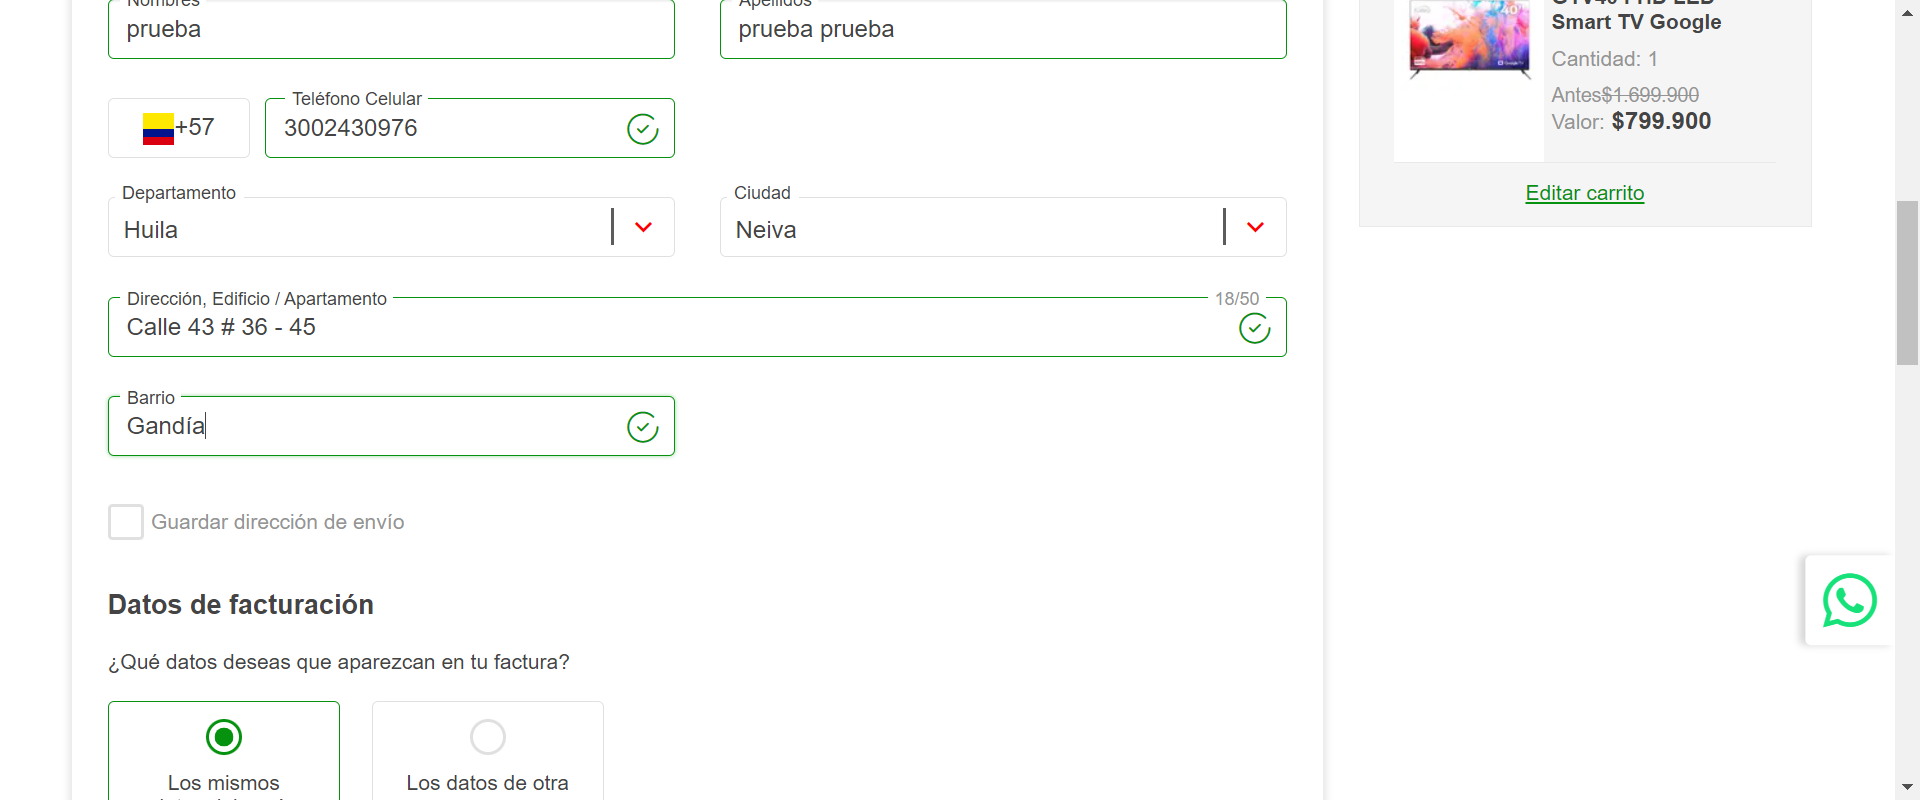 Nombres
prueba
Apellidos
prueba prueba
+57
Teléfono Celular
3002430976
Departamento
Huila
Ciudad
Neiva
Dirección, Edificio / Apartamento
18/50
Calle 43 # 36 - 45
Barrio
Gandía
Guardar dirección de envío
Datos de facturación
¿Qué datos deseas que aparezcan en tu factura?
Los mismos
Los datos de otra
Smart TV Google
Cantidad: 1
Antes$1.699.900
Valor: $799.900
Editar carrito